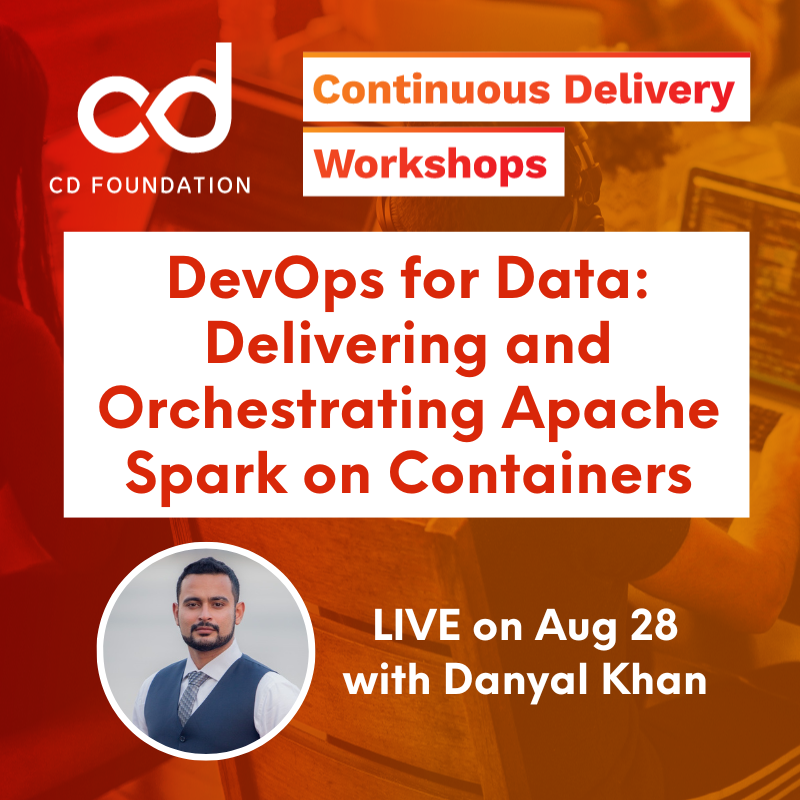 cd
CD FOUNDATION
Continuous Delivery
Workshops
DevOps for Data:
Delivering and
Orchestrating Apache
Spark on Containers
LIVE on Aug 28
with Danyal Khan